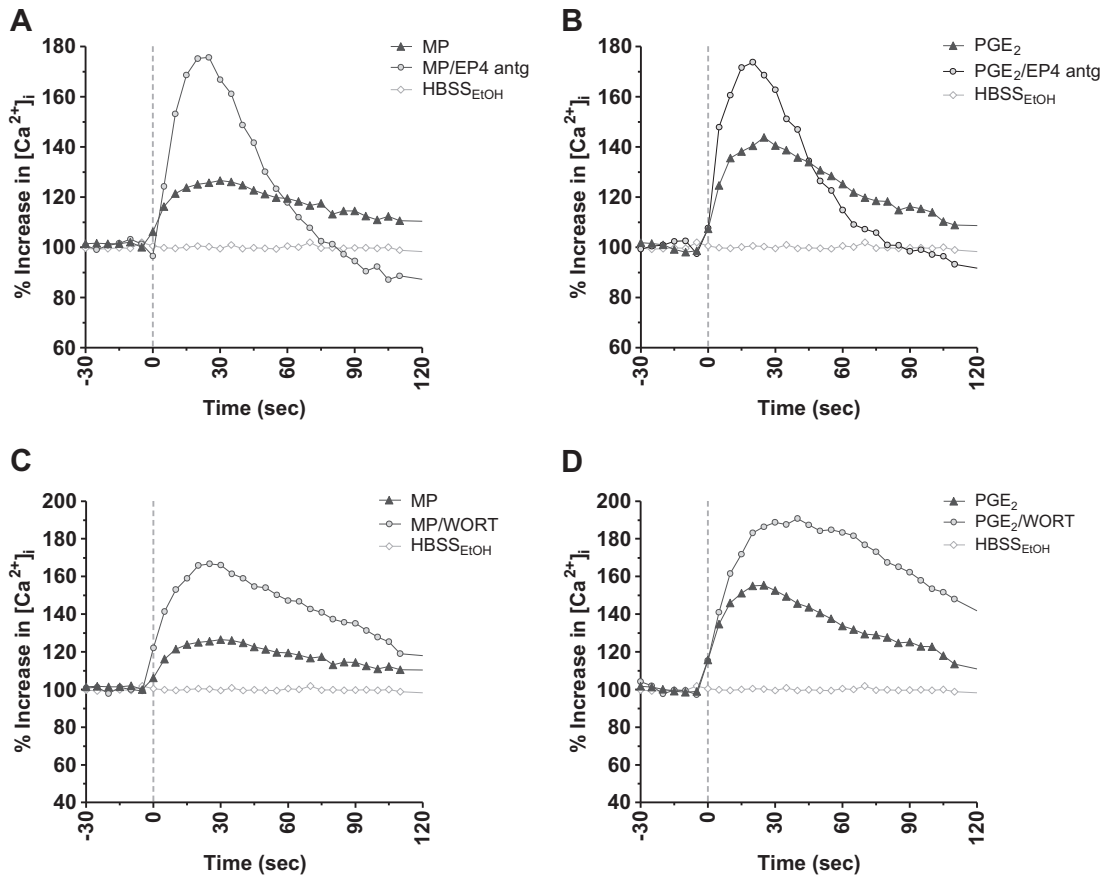 A
% Increase in [Ca²⁺]ᵢ
180
160
140
120
100
80
60
-30
0
30
60
90
120
Time (sec)
MP
MP/EP4 antg
HBSS_EtOH
B
% Increase in [Ca²⁺]ᵢ
180
160
140
120
100
80
60
-30
0
30
60
90
120
Time (sec)
PGE₂
PGE₂/EP4 antg
HBSS_EtOH
C
% Increase in [Ca²⁺]ᵢ
200
180
160
140
120
100
80
60
40
-30
0
30
60
90
120
Time (sec)
MP
MP/WORT
HBSS_EtOH
D
% Increase in [Ca²⁺]ᵢ
200
180
160
140
120
100
80
60
40
-30
0
30
60
90
120
Time (sec)
PGE₂
PGE₂/WORT
HBSS_EtOH